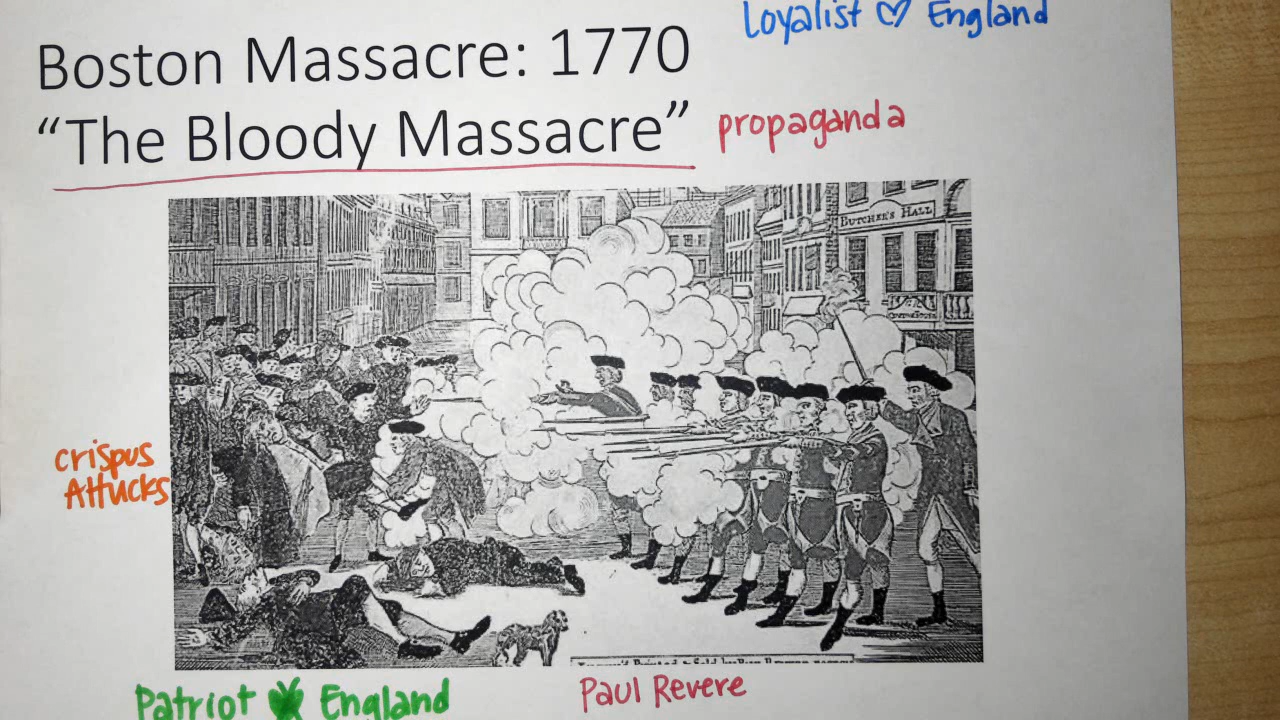 Loyalist ♡ England
Boston Massacre: 1770
“The Bloody Massacre”
propaganda
BUTCHER'S HALL
crispus
Attucks
Patriot England
Paul Revere